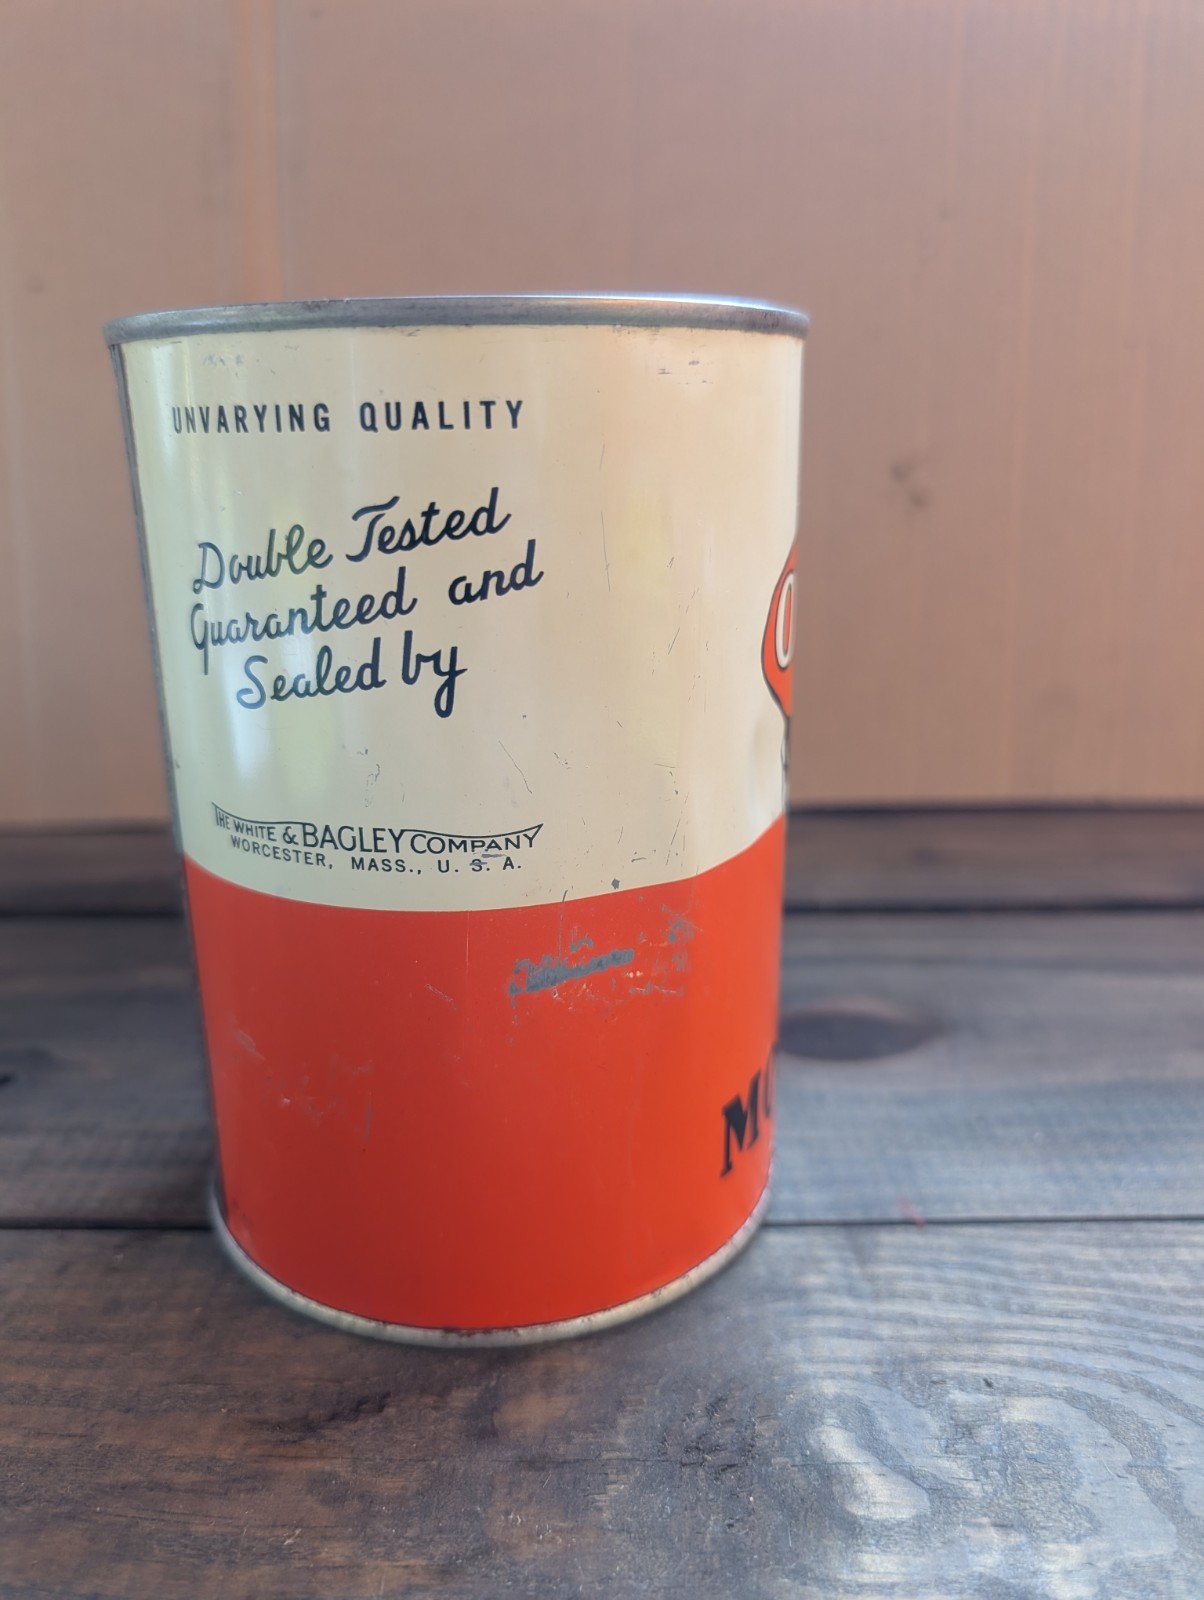 UNVARYING QUALITY
Double Tested
Guaranteed and
Sealed by
THE WHITE & BAGLEY COMPANY
WORCESTER, MASS., U. S. A.